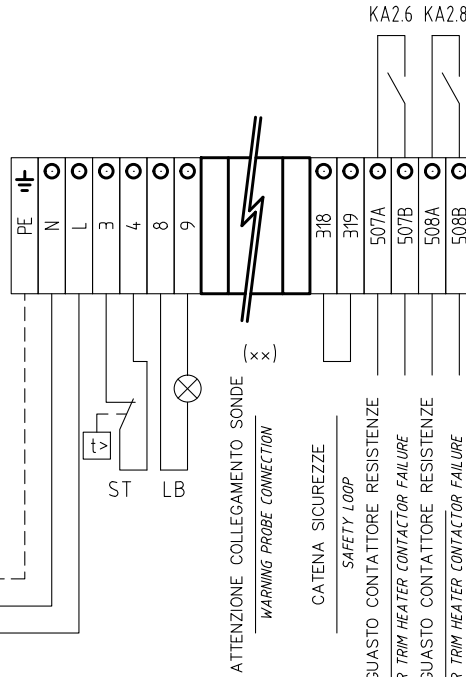 KA2.6 KA2.8
PE
N
L
3
4
8
9
318
319
507A
507B
508A
508B
(xx)
t>
ST
LB
ATTENZIONE COLLEGAMENTO SONDE
WARNING PROBE CONNECTION
CATENA SICUREZZE
SAFETY LOOP
GUASTO CONTATTORE RESISTENZE
TRIM HEATER CONTACTOR FAILURE
GUASTO CONTATTORE RESISTENZE
TRIM HEATER CONTACTOR FAILURE